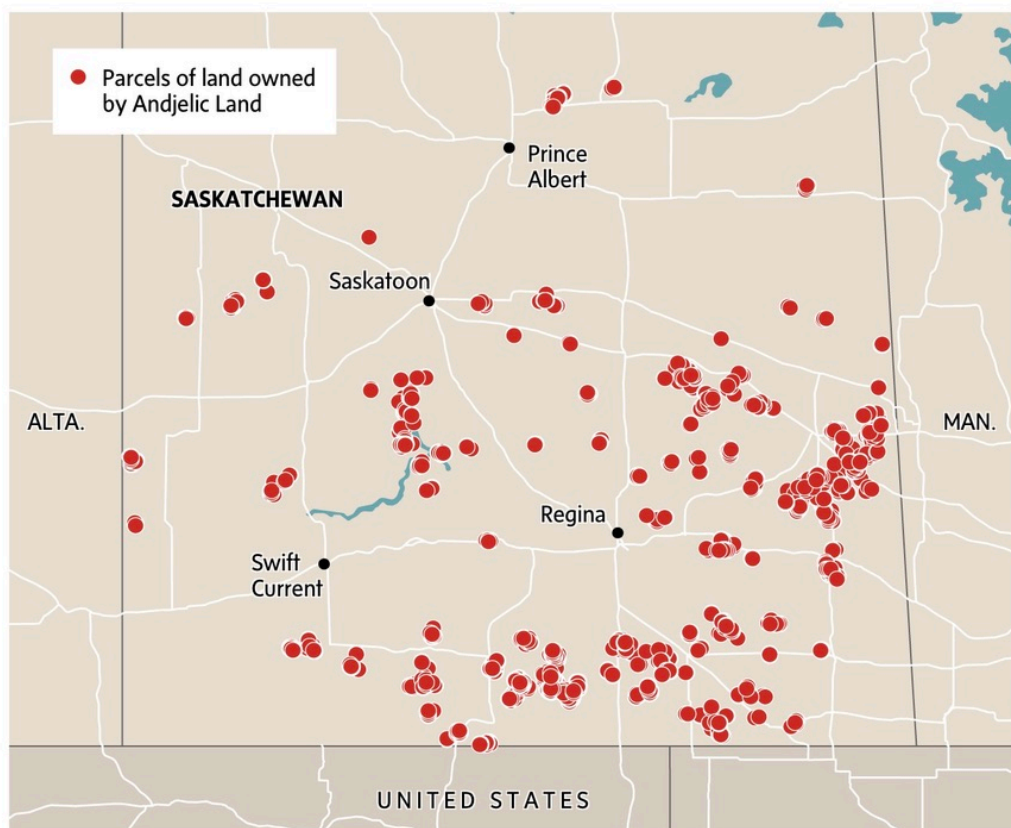 Parcels of land owned
by Andjelic Land
Prince
Albert
SASKATCHEWAN
Saskatoon
ALTA.
MAN.
Regina
Swift
Current
UNITED STATES